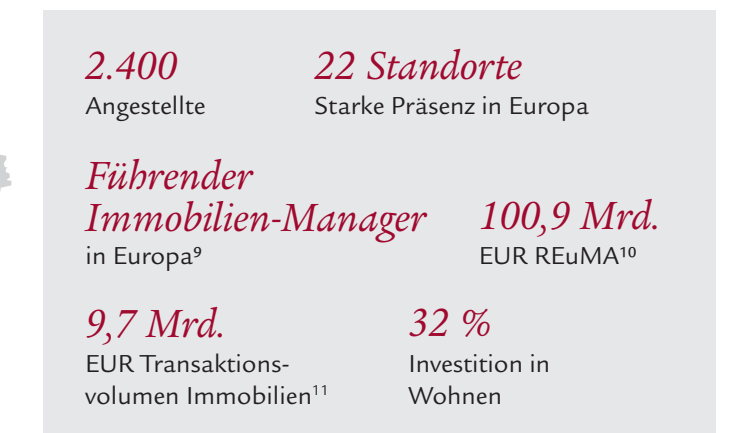 2.400
Angestellte
22 Standorte
Starke Präsenz in Europa
Führender
Immobilien-Manager
in Europa⁹
100,9 Mrd.
EUR REuMA¹⁰
9,7 Mrd.
EUR Transaktions-
volumen Immobilien¹¹
32 %
Investition in
Wohnen